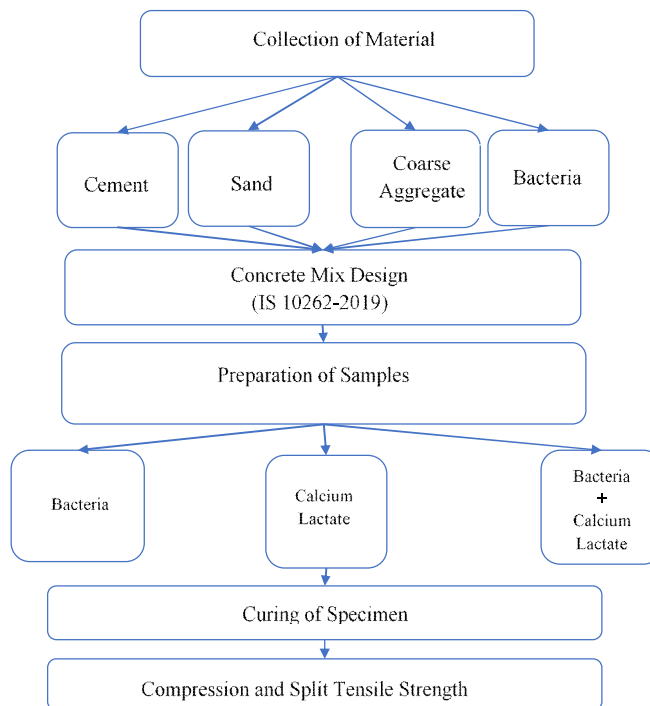 Collection of Material
Cement
Sand
Coarse
Aggregate
Bacteria
Concrete Mix Design
(IS 10262-2019)
Preparation of Samples
Bacteria
Calcium
Lactate
Bacteria
+
Calcium
Lactate
Curing of Specimen
Compression and Split Tensile Strength